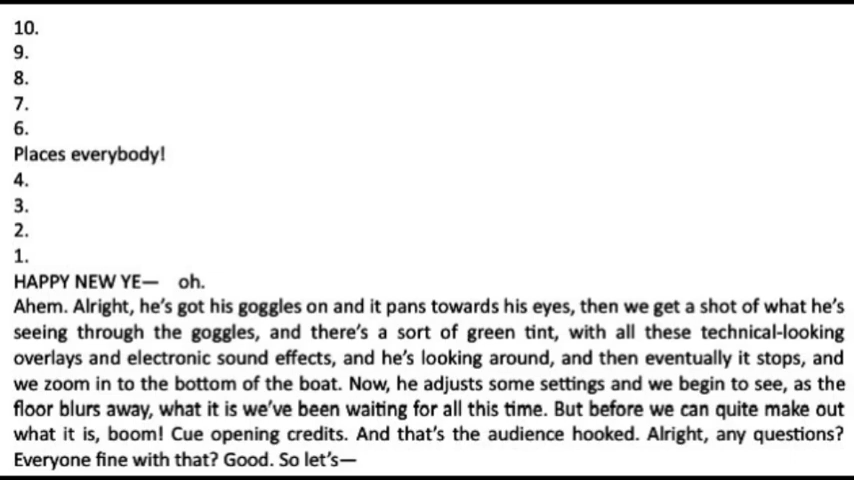 10.
9.
8.
7.
6.
Places everybody!
4.
3.
2.
1.
HAPPY NEW YE— oh.
Ahem. Alright, he's got his goggles on and it pans towards his eyes, then we get a shot of what he's
seeing through the goggles, and there's a sort of green tint, with all these technical-looking
overlays and electronic sound effects, and he's looking around, and then eventually it stops, and
we zoom in to the bottom of the boat. Now, he adjusts some settings and we begin to see, as the
floor blurs away, what it is we've been waiting for all this time. But before we can quite make out
what it is, boom! Cue opening credits. And that's the audience hooked. Alright, any questions?
Everyone fine with that? Good. So let's—